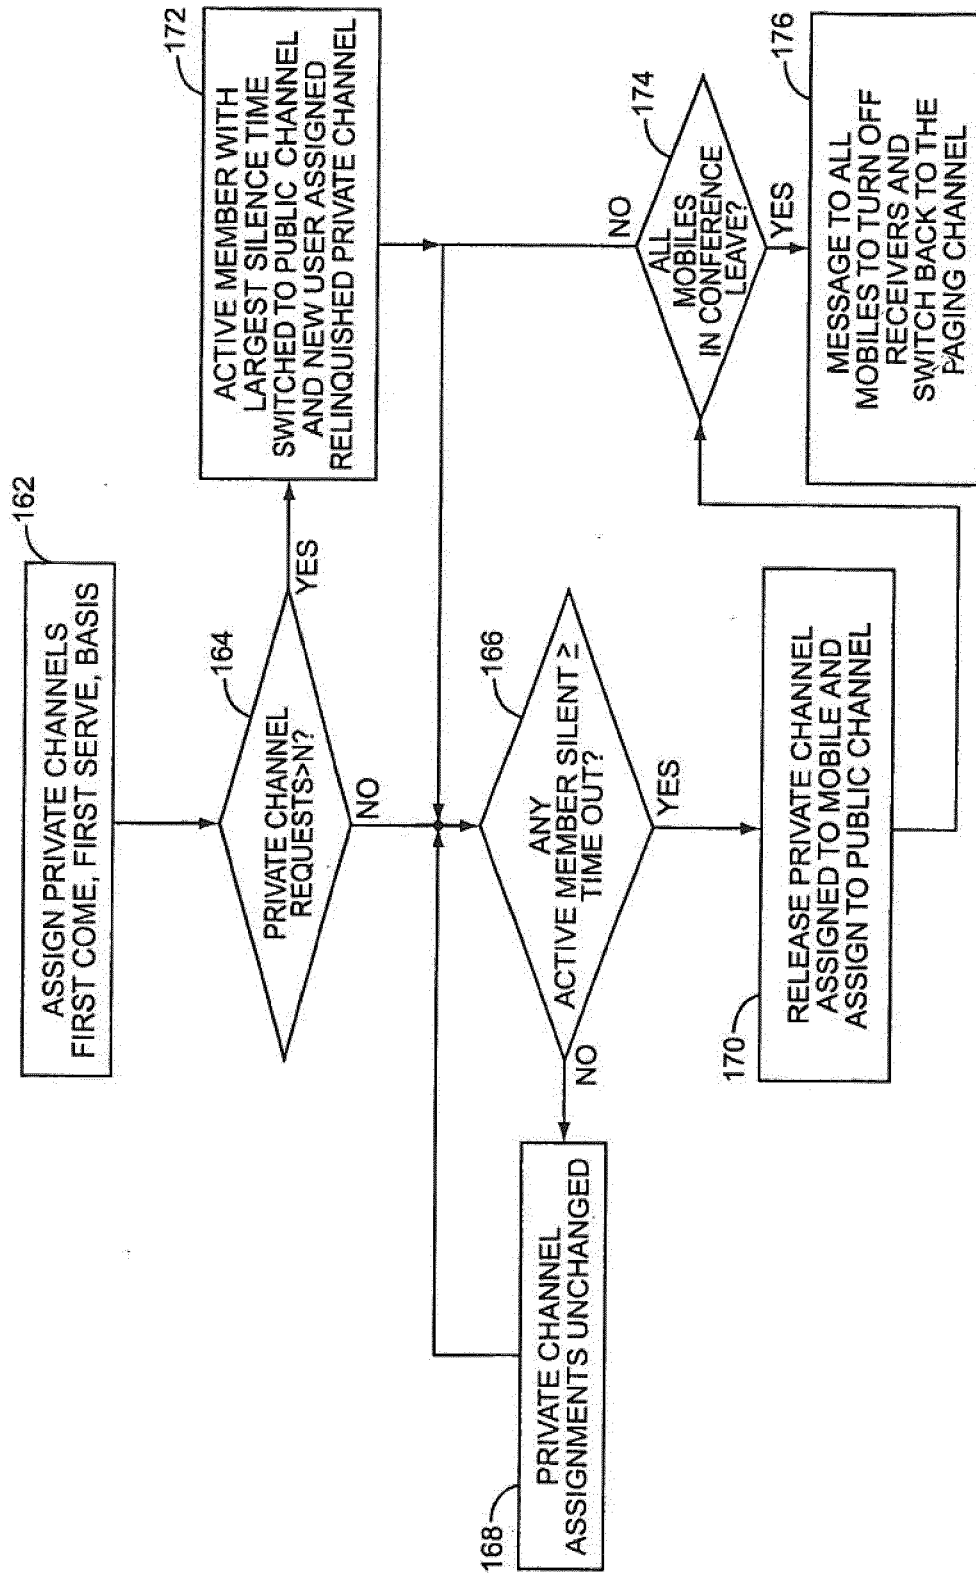 162
ASSIGN PRIVATE CHANNELS
FIRST COME, FIRST SERVE, BASIS
164
PRIVATE CHANNEL
REQUESTS>N?
YES
NO
172
ACTIVE MEMBER WITH
LARGEST SILENCE TIME
SWITCHED TO PUBLIC CHANNEL
AND NEW USER ASSIGNED
RELINQUISHED PRIVATE CHANNEL
166
ANY
ACTIVE MEMBER SILENT ≥
TIME OUT?
NO
YES
168
PRIVATE CHANNEL
ASSIGNMENTS UNCHANGED
170
RELEASE PRIVATE CHANNEL
ASSIGNED TO MOBILE AND
ASSIGN TO PUBLIC CHANNEL
174
ALL
MOBILES
IN CONFERENCE
LEAVE?
NO
YES
176
MESSAGE TO ALL
MOBILES TO TURN OFF
RECEIVERS AND
SWITCH BACK TO THE
PAGING CHANNEL